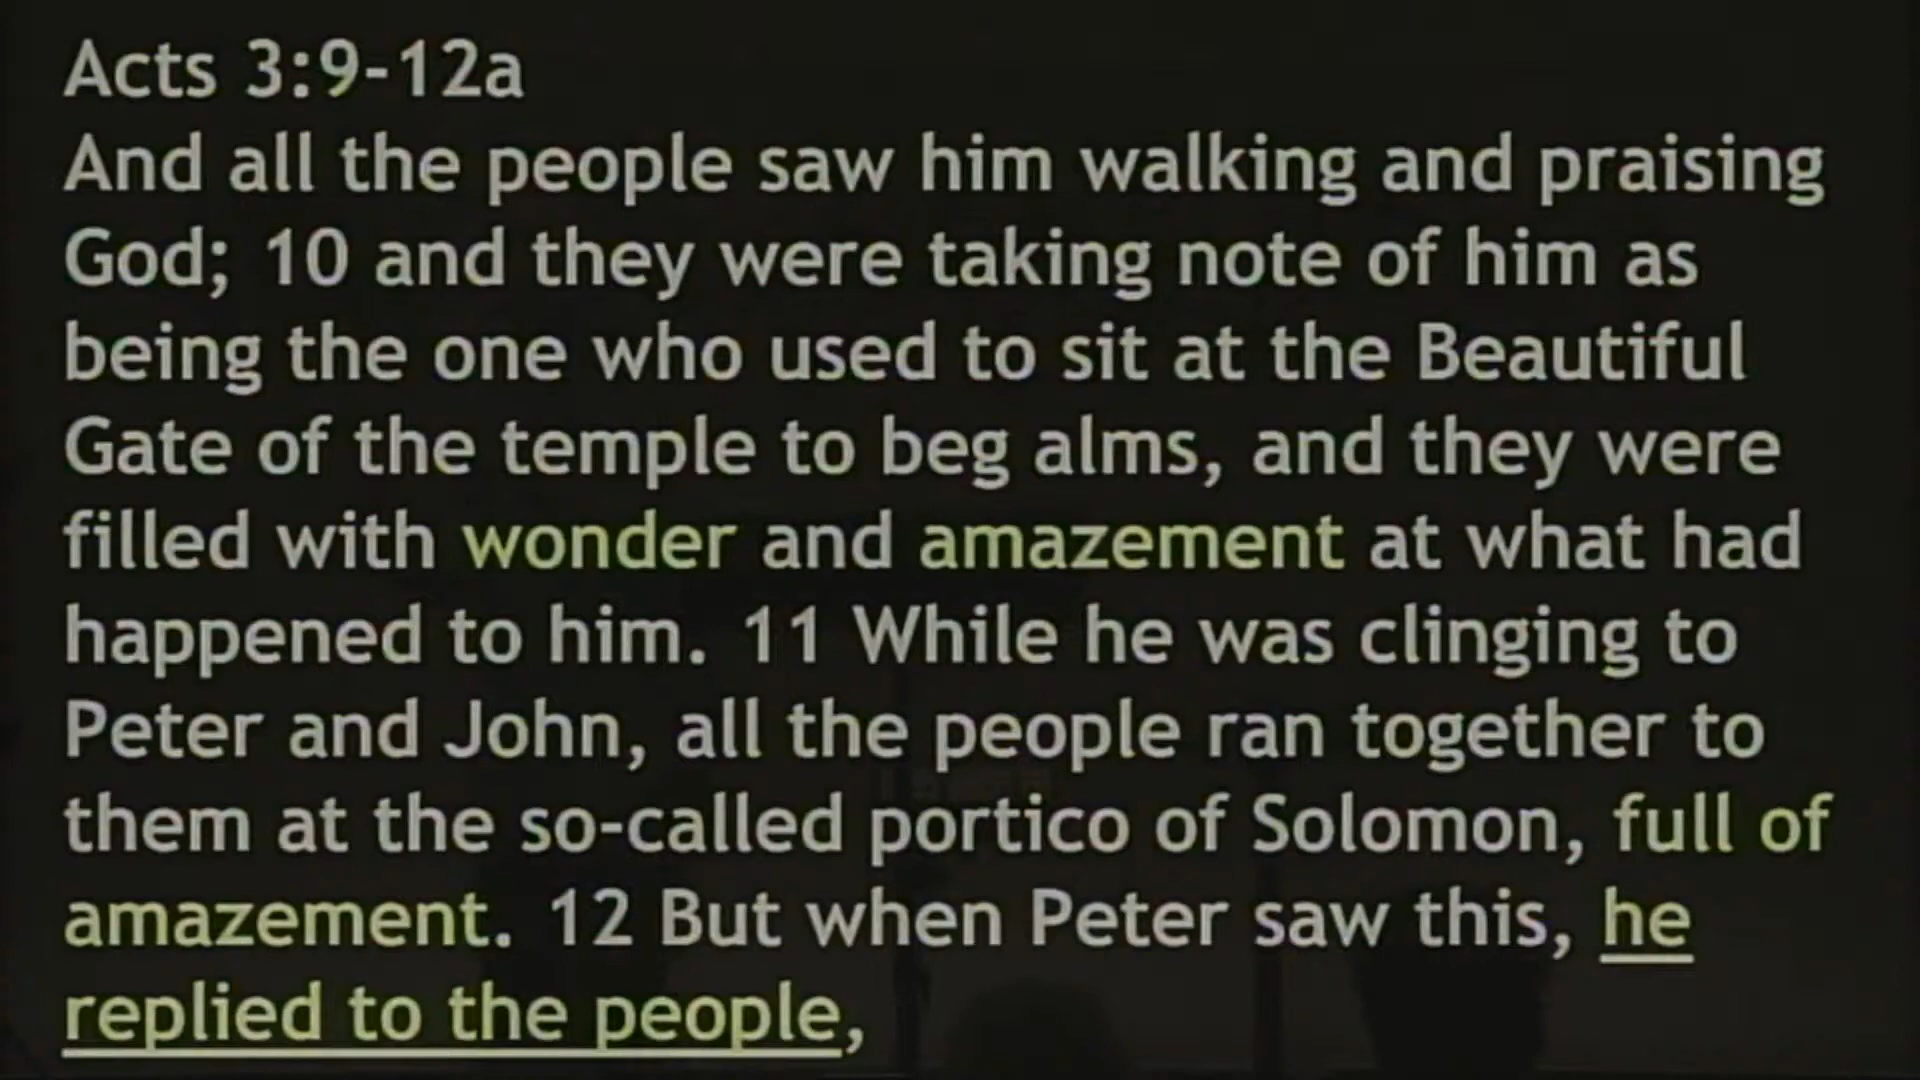 Acts 3:9-12a
And all the people saw him walking and praising
God; 10 and they were taking note of him as
being the one who used to sit at the Beautiful
Gate of the temple to beg alms, and they were
filled with wonder and amazement at what had
happened to him. 11 While he was clinging to
Peter and John, all the people ran together to
them at the so-called portico of Solomon, full of
amazement. 12 But when Peter saw this, he
replied to the people,